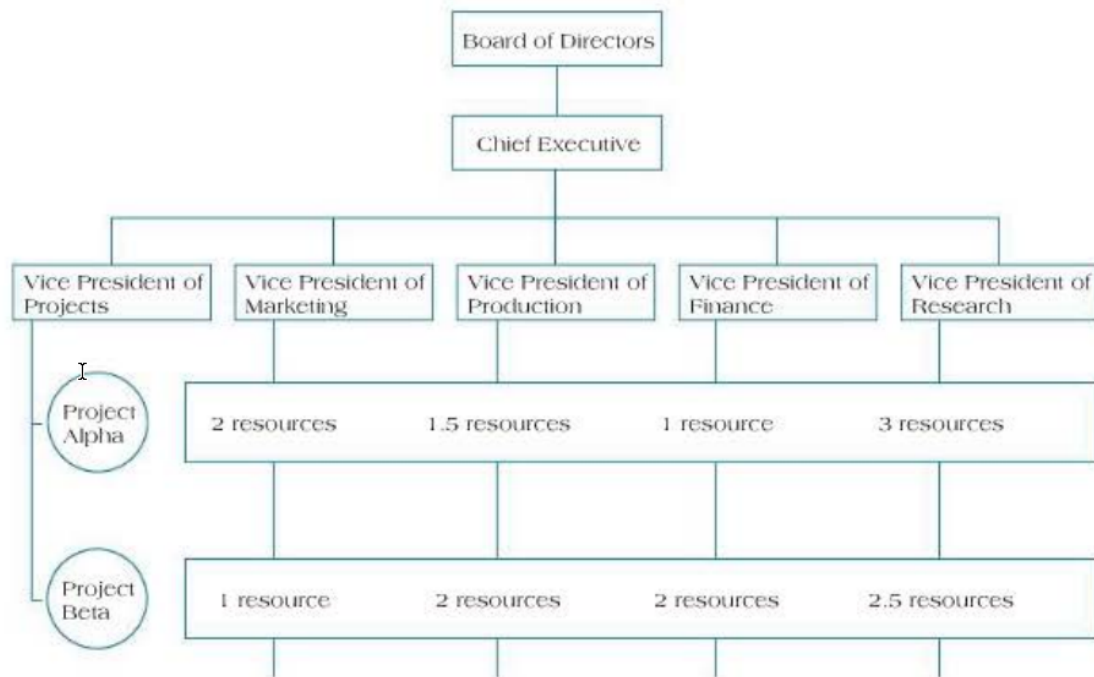 Board of Directors
Chief Executive
Vice President of
Projects
Vice President of
Marketing
Vice President of
Production
Vice President of
Finance
Vice President of
Research
Project
Alpha
2 resources
1.5 resources
1 resource
3 resources
Project
Beta
1 resource
2 resources
2 resources
2.5 resources